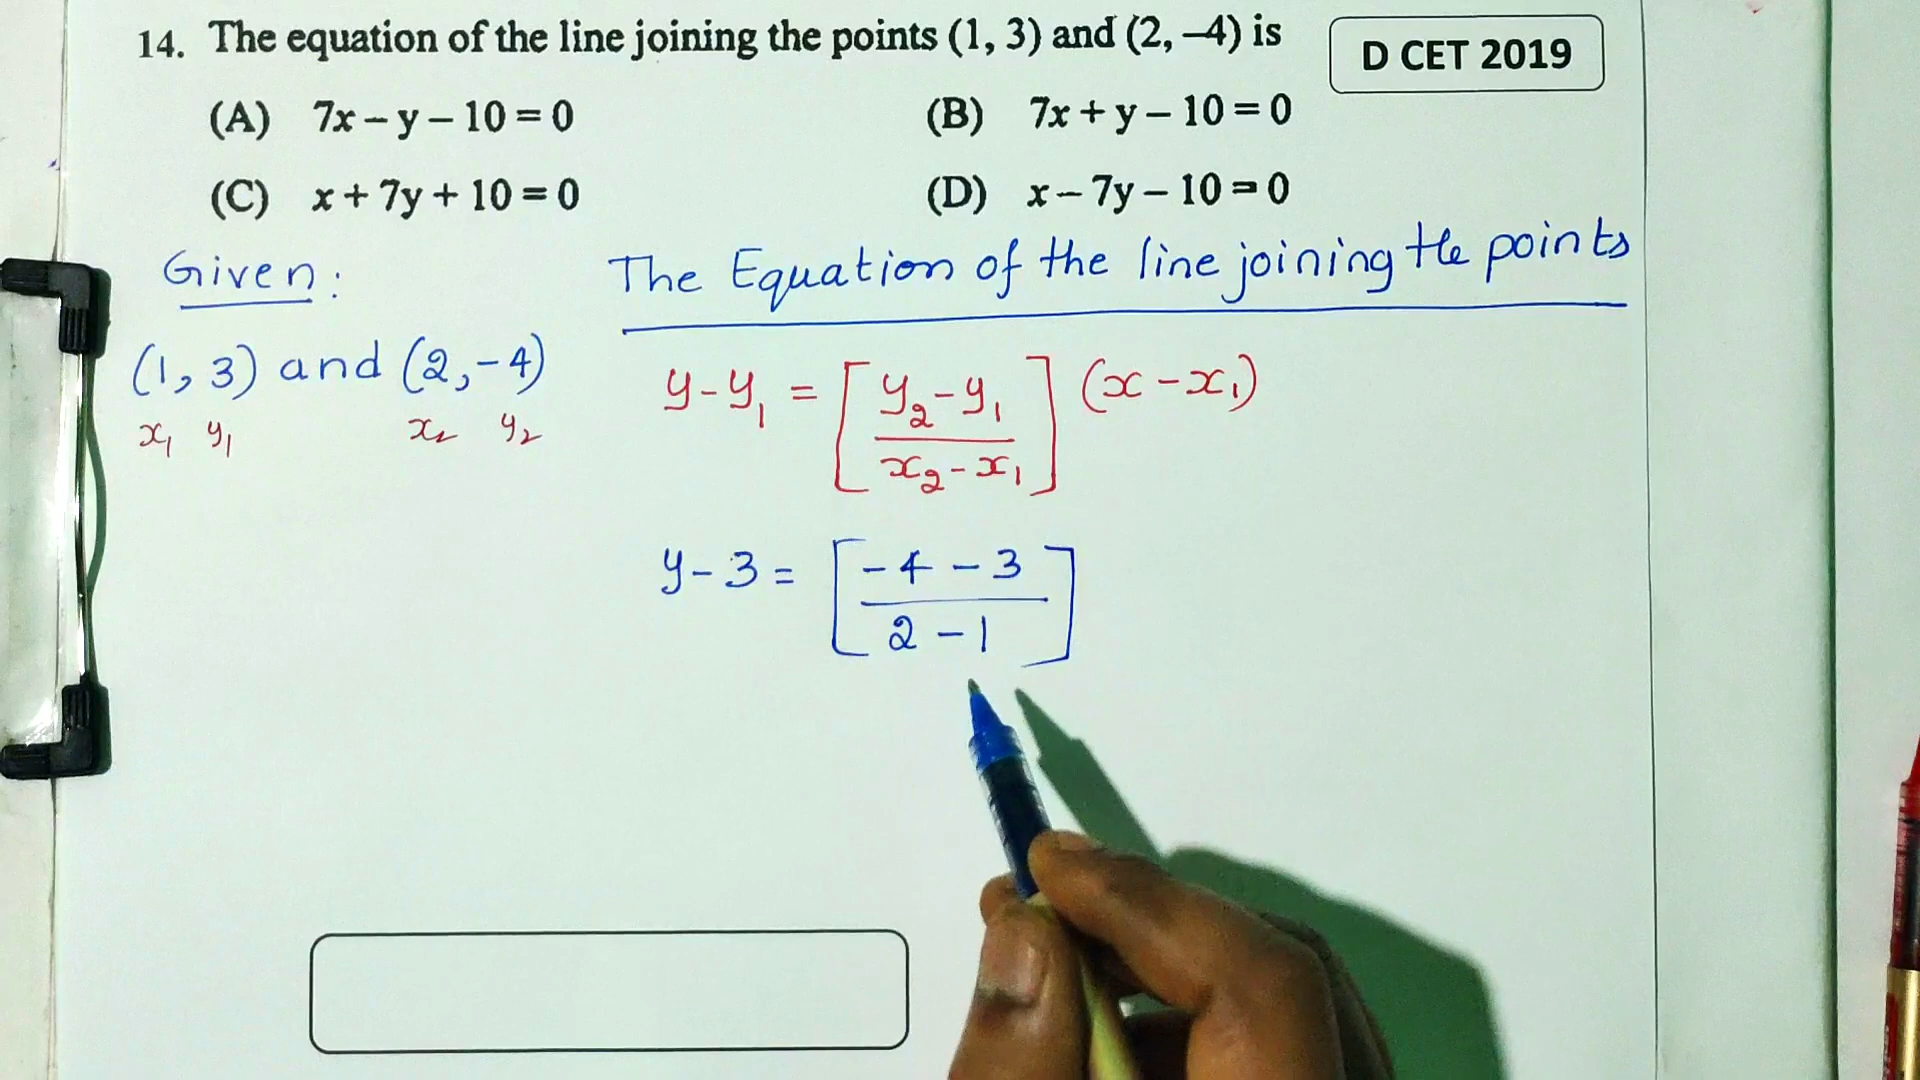 14. The equation of the line joining the points (1, 3) and (2, –4) is
D CET 2019
(A) 7x – y – 10 = 0
(B) 7x + y – 10 = 0
(C) x + 7y + 10 = 0
(D) x – 7y – 10 = 0
Given:
The Equation of the line joining the points
(1, 3) and (2, -4)
x₁ y₁ x₂ y₂
y - y₁ = [y₂ - y₁ / x₂ - x₁] (x - x₁)
y - 3 = [-4 - 3 / 2 - 1]